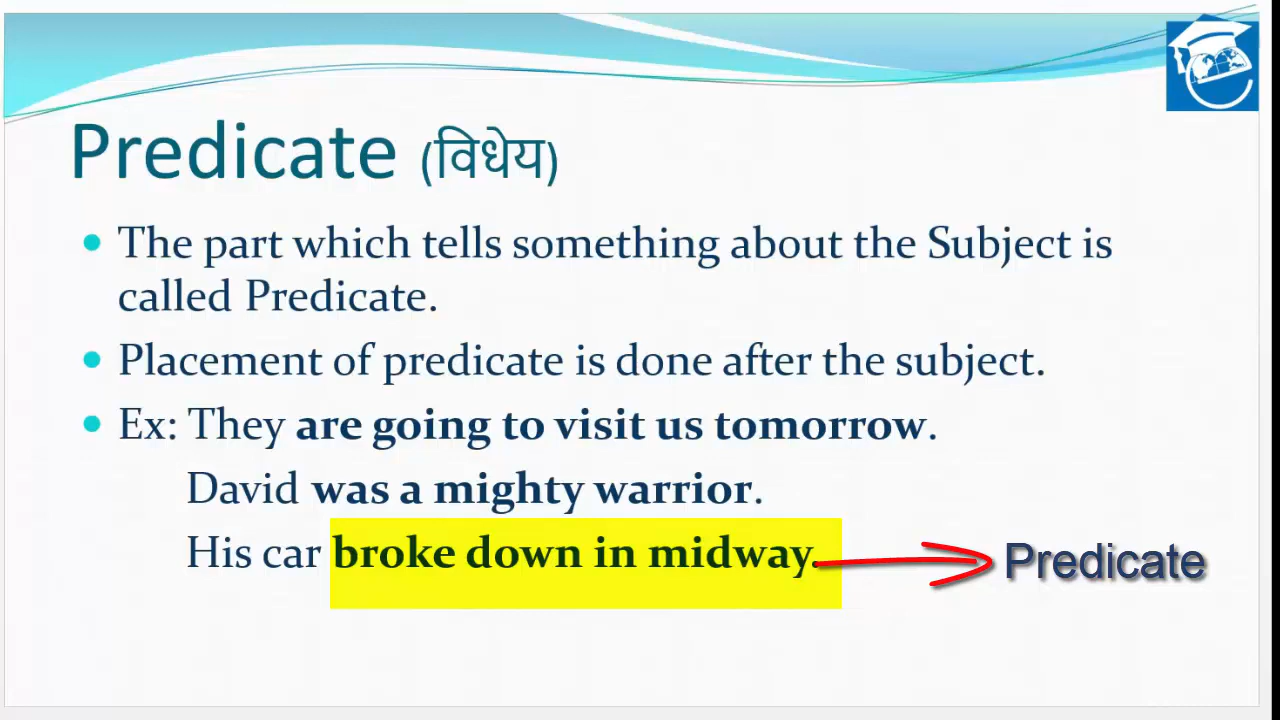 Predicate (विधेय)
• The part which tells something about the Subject is
called Predicate.
• Placement of predicate is done after the subject.
• Ex: They are going to visit us tomorrow.
David was a mighty warrior.
His car broke down in midway.
Predicate